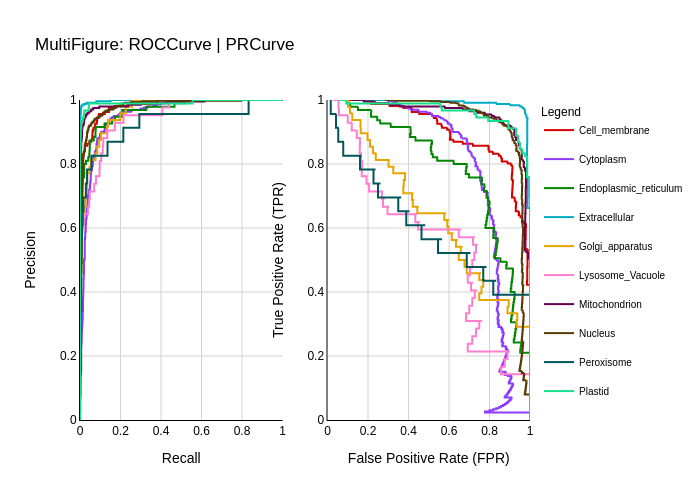 MultiFigure: ROCCurve | PRCurve
Precision
1
0.8
0.6
0.4
0.2
0
0 0.2 0.4 0.6 0.8 1
Recall
True Positive Rate (TPR)
1
0.8
0.6
0.4
0.2
0
0 0.2 0.4 0.6 0.8 1
False Positive Rate (FPR)
Legend
Cell_membrane
Cytoplasm
Endoplasmic_reticulum
Extracellular
Golgi_apparatus
Lysosome_Vacuole
Mitochondrion
Nucleus
Peroxisome
Plastid